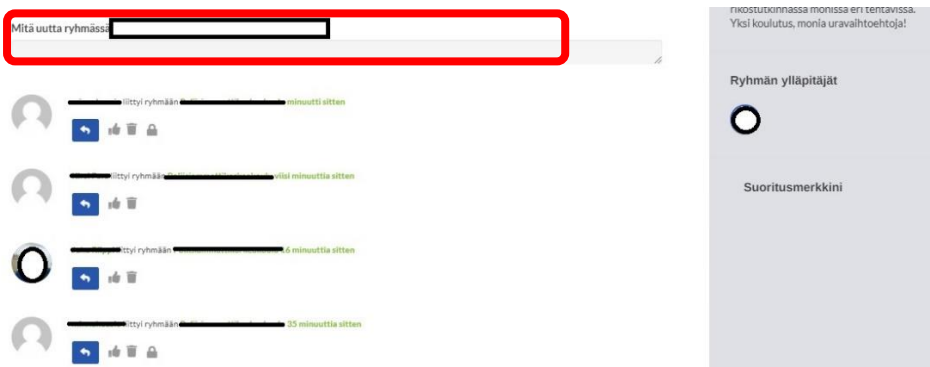 Mitä uutta ryhmässä
liittyi ryhmään minuutti sitten
liittyi ryhmään viisi minuuttia sitten
liittyi ryhmään 16 minuuttia sitten
liittyi ryhmään 35 minuuttia sitten
rikostutkinnassa monissa eri tehtävissä.
Yksi koulutus, monia uravaihtoehtoja!
Ryhmän ylläpitäjät
Suoritusmerkkini